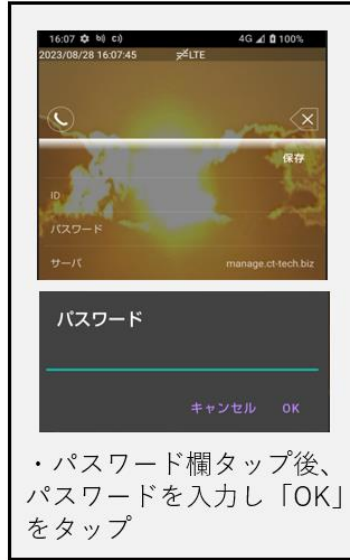 16:07 4G 100%
2023/08/28 16:07:45 LTE
保存
ID
パスワード
サーバ manage.ct-tech.biz
パスワード
キャンセル OK
・パスワード欄タップ後、
パスワードを入力し「OK」
をタップ